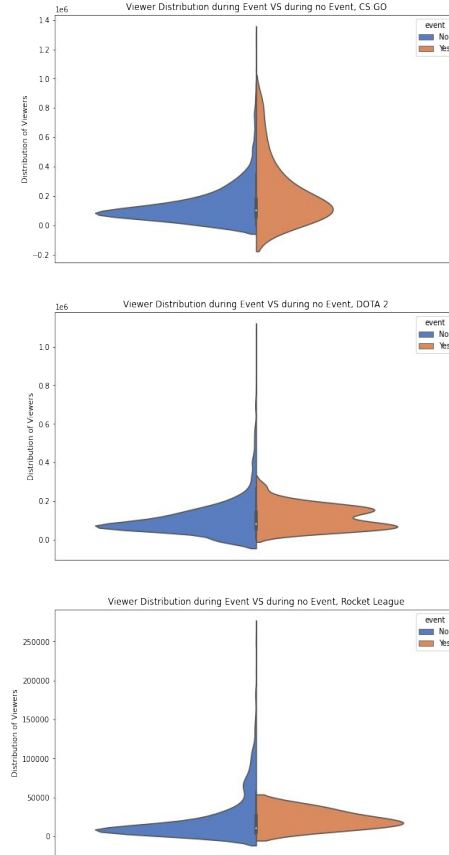 Viewer Distribution during Event VS during no Event, CS:GO
1e6
event
No
Yes
Distribution of Viewers
1.4
1.2
1.0
0.8
0.6
0.4
0.2
0.0
−0.2
Viewer Distribution during Event VS during no Event, DOTA 2
1e6
event
No
Yes
Distribution of Viewers
1.0
0.8
0.6
0.4
0.2
0.0
Viewer Distribution during Event VS during no Event, Rocket League
event
No
Yes
Distribution of Viewers
250000
200000
150000
100000
50000
0